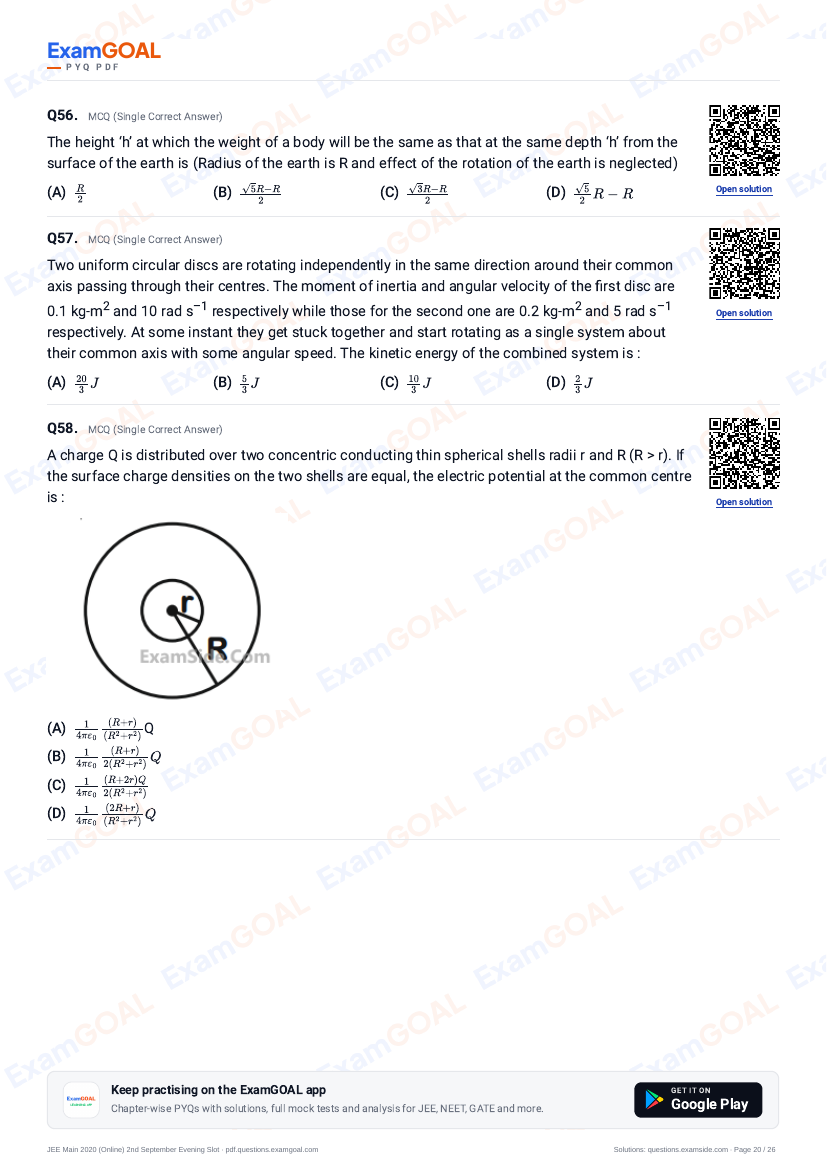 ExamGOAL
PYQ PDF
Q56. MCQ (Single Correct Answer)
The height ‘h’ at which the weight of a body will be the same as that at the same depth ‘h’ from the
surface of the earth is (Radius of the earth is R and effect of the rotation of the earth is neglected)
(A) R/2 (B) (√5R−R)/2 (C) (√3R−R)/2 (D) √5/2 R − R
Open solution
Q57. MCQ (Single Correct Answer)
Two uniform circular discs are rotating independently in the same direction around their common
axis passing through their centres. The moment of inertia and angular velocity of the first disc are
0.1 kg-m² and 10 rad s⁻¹ respectively while those for the second one are 0.2 kg-m² and 5 rad s⁻¹
respectively. At some instant they get stuck together and start rotating as a single system about
their common axis with some angular speed. The kinetic energy of the combined system is :
(A) 20/3 J (B) 5/3 J (C) 10/3 J (D) 2/3 J
Open solution
Q58. MCQ (Single Correct Answer)
A charge Q is distributed over two concentric conducting thin spherical shells radii r and R (R > r). If
the surface charge densities on the two shells are equal, the electric potential at the common centre
is :
Open solution
r
R
ExamSide.Com
(A) 1/(4πε₀) (R+r)/(R²+r²) Q
(B) 1/(4πε₀) (R+r)/(2(R²+r²)) Q
(C) 1/(4πε₀) (R+2r)Q/(2(R²+r²))
(D) 1/(4πε₀) (2R+r)/(R²+r²) Q
ExamGOAL
Keep practising on the ExamGOAL app
Chapter-wise PYQs with solutions, full mock tests and analysis for JEE, NEET, GATE and more.
GET IT ON
Google Play
JEE Main 2020 (Online) 2nd September Evening Slot · pdf.questions.examgoal.com
Solutions: questions.examside.com · Page 20 / 26